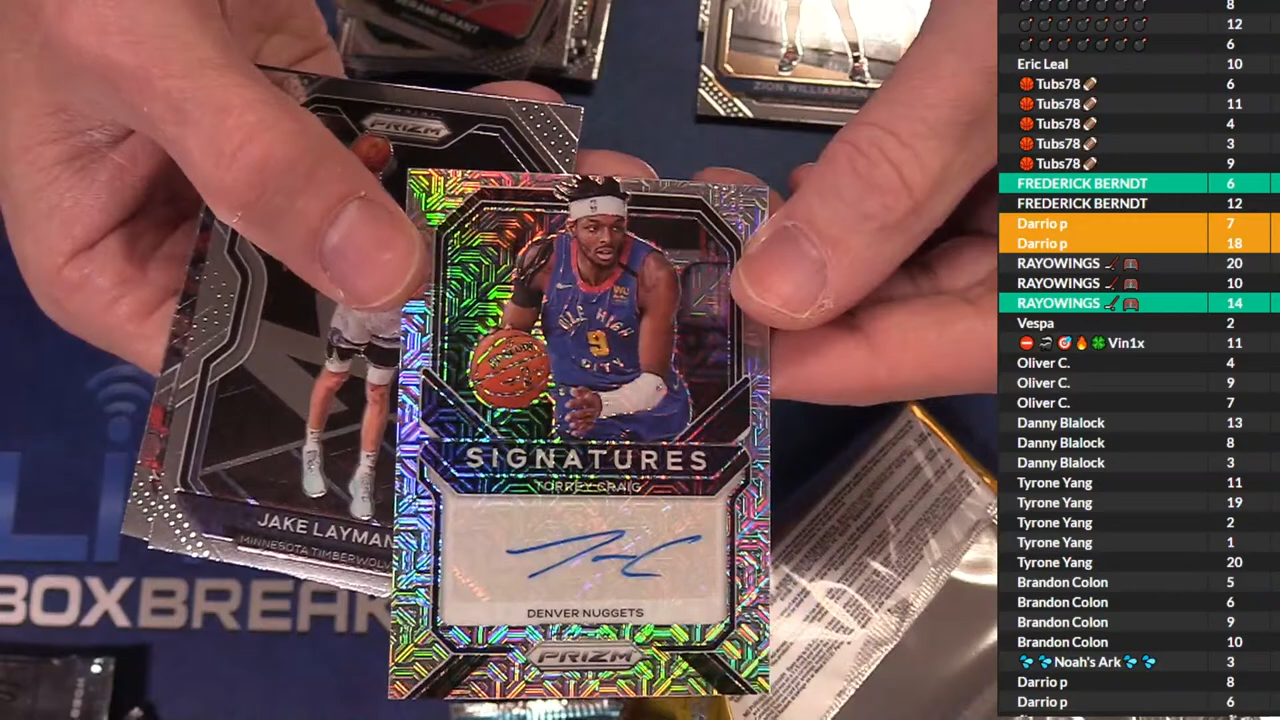 JERAMI GRANT
ZION WILLIAMSON
PRIZM
JAKE LAYMAN
MINNESOTA TIMBERWOLV
MILE HIGH
9
CITY
SIGNATURES
TORREY CRAIG
DENVER NUGGETS
PRIZM
BOXBREAK
8
12
6
Eric Leal 10
Tubs78 6
Tubs78 11
Tubs78 4
Tubs78 3
Tubs78 9
FREDERICK BERNDT 6
FREDERICK BERNDT 12
Darrio p 7
Darrio p 18
RAYOWINGS 20
RAYOWINGS 10
RAYOWINGS 14
Vespa 2
Vin1x 11
Oliver C. 4
Oliver C. 9
Oliver C. 7
Danny Blalock 13
Danny Blalock 8
Danny Blalock 3
Tyrone Yang 11
Tyrone Yang 19
Tyrone Yang 2
Tyrone Yang 1
Tyrone Yang 20
Brandon Colon 5
Brandon Colon 6
Brandon Colon 9
Brandon Colon 10
Noah's Ark 3
Darrio p 8
Darrio p 6